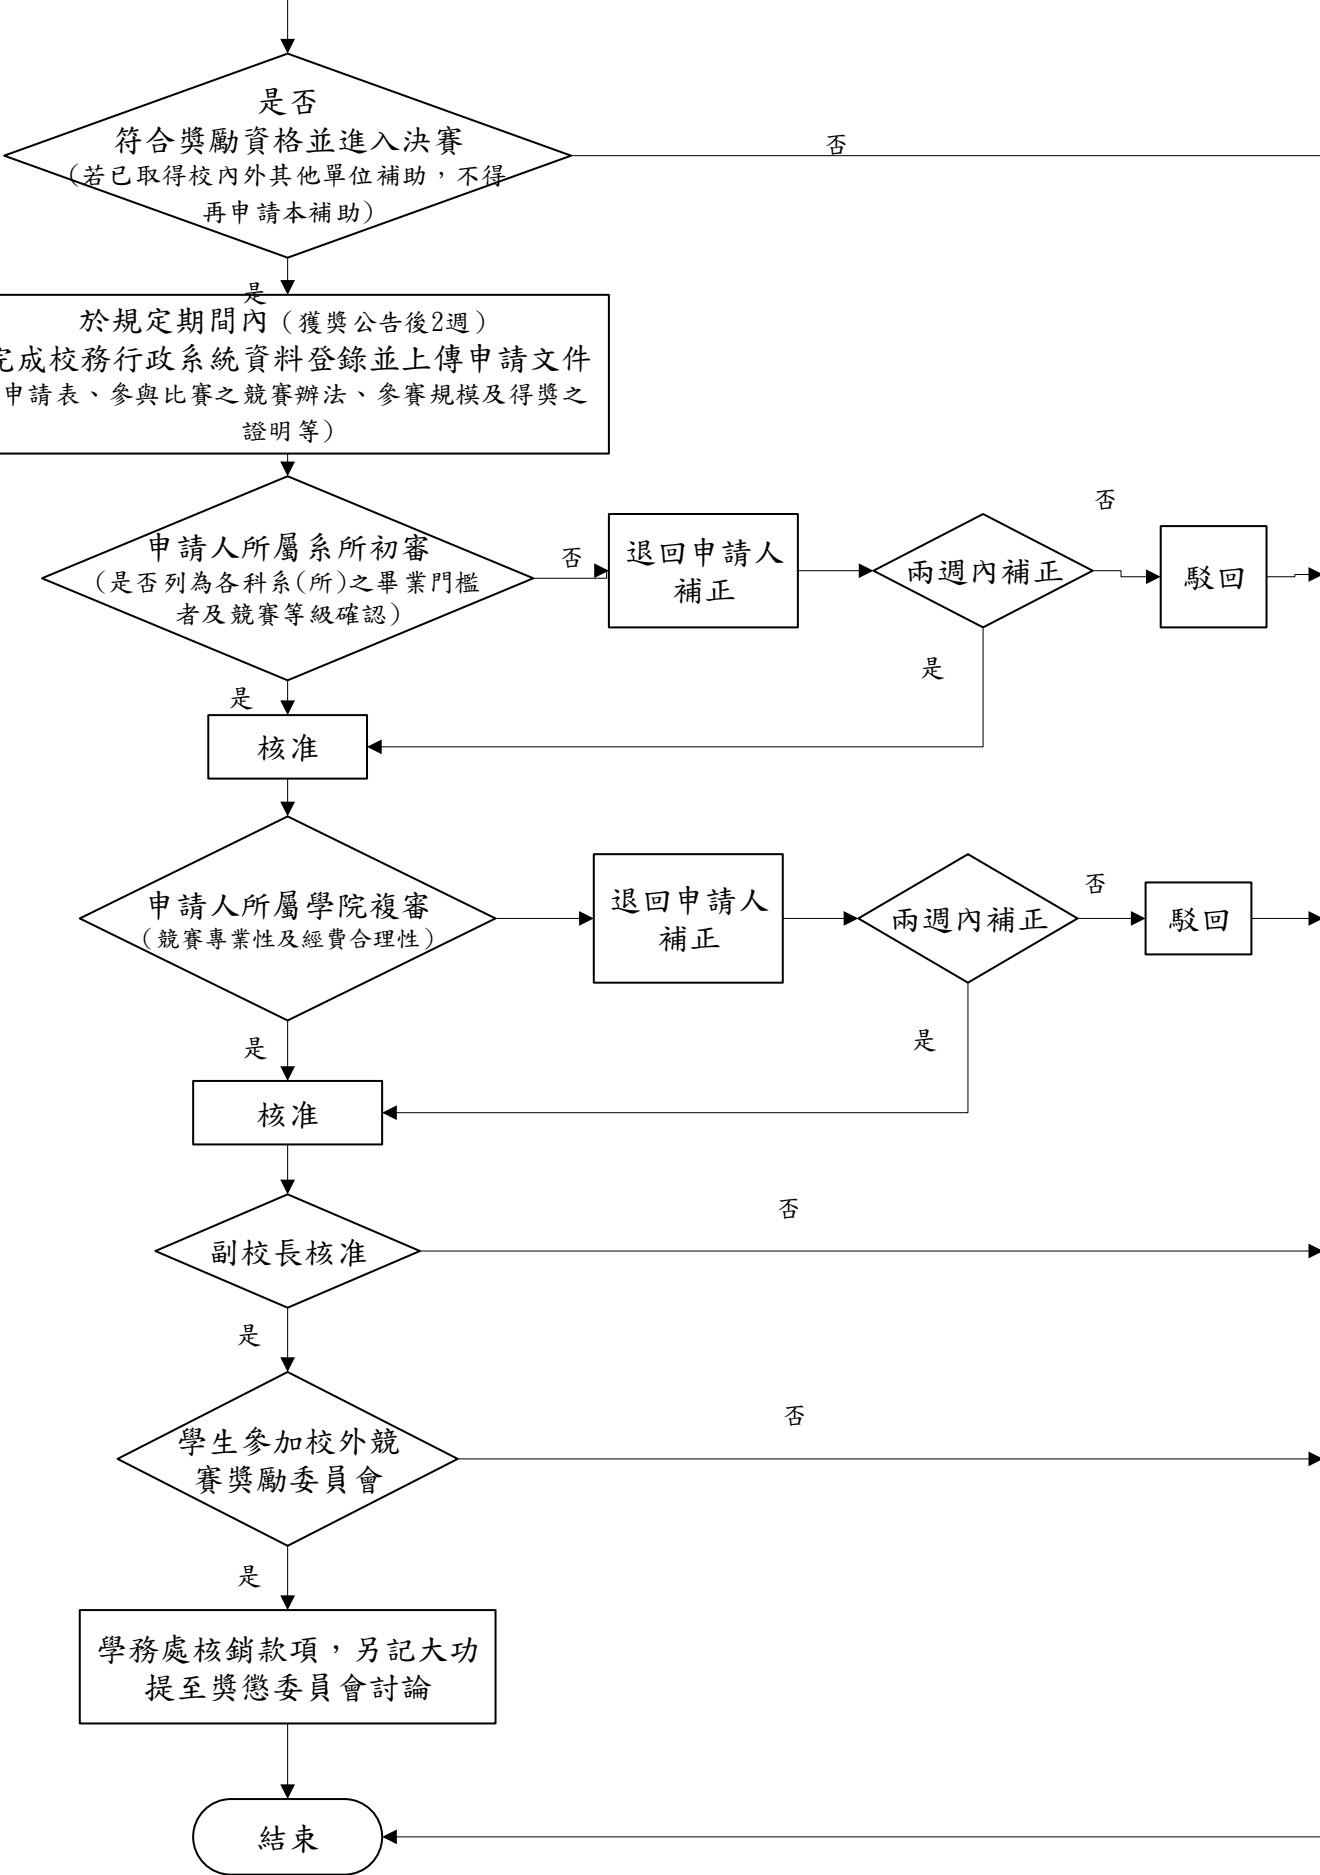 是否
符合獎勵資格並進入決賽
(若已取得校內外其他單位補助，不得
再申請本補助)
否
是
於規定期間內(獲獎公告後2週)
完成校務行政系統資料登錄並上傳申請文件
申請表、參與比賽之競賽辦法、參賽規模及得獎之
證明等)
申請人所屬系所初審
(是否列為各科系(所)之畢業門檻
者及競賽等級確認)
否
退回申請人
補正
兩週內補正
否
駁回
是
是
核准
申請人所屬學院複審
(競賽專業性及經費合理性)
退回申請人
補正
兩週內補正
否
駁回
是
是
核准
副校長核准
否
是
學生參加校外競
賽獎勵委員會
否
是
學務處核銷款項，另記大功
提至獎懲委員會討論
結束